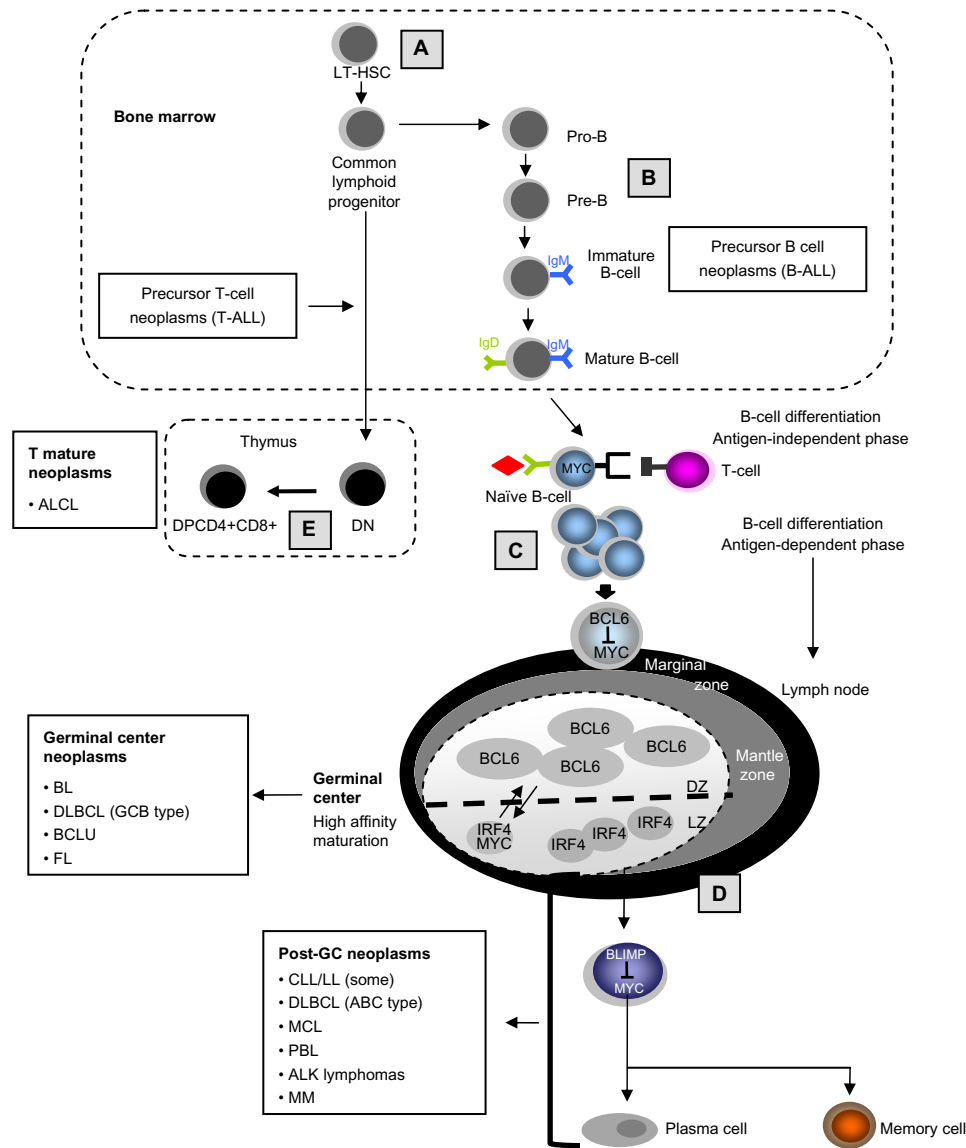 A
LT-HSC
Bone marrow
Common
lymphoid
progenitor
Pro-B
B
Pre-B
IgM
Immature
B-cell
Precursor B cell
neoplasms (B-ALL)
Precursor T-cell
neoplasms (T-ALL)
IgD
IgM
Mature B-cell
T mature
neoplasms
• ALCL
Thymus
DPCD4+CD8+
E
DN
B-cell differentiation
Antigen-independent phase
MYC
T-cell
Naïve B-cell
B-cell differentiation
Antigen-dependent phase
C
BCL6
MYC
Marginal
zone
Lymph node
Germinal center
neoplasms
• BL
• DLBCL (GCB type)
• BCLU
• FL
Germinal
center
High affinity
maturation
BCL6
BCL6
BCL6
BCL6
Mantle
zone
DZ
LZ
IRF4
MYC
IRF4
IRF4
IRF4
D
Post-GC neoplasms
• CLL/LL (some)
• DLBCL (ABC type)
• MCL
• PBL
• ALK lymphomas
• MM
BLIMP
MYC
Plasma cell
Memory cell